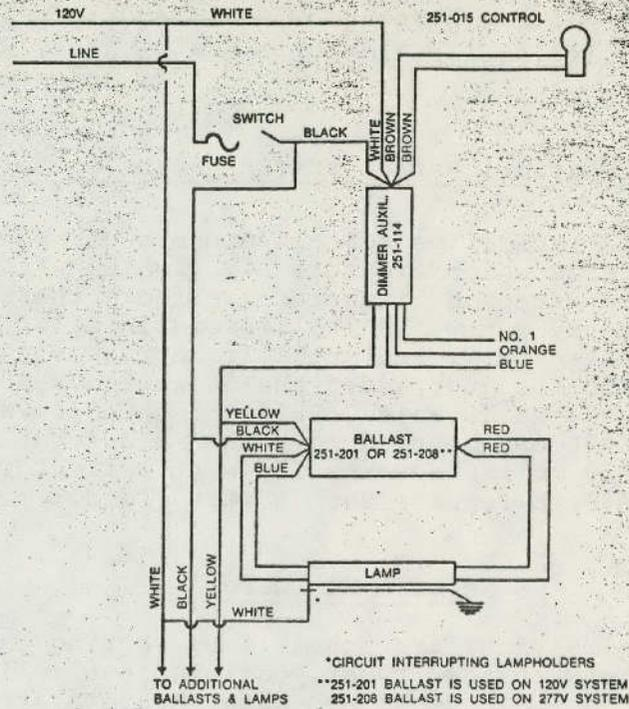 120V
WHITE
251-015 CONTROL
LINE
SWITCH
BLACK
FUSE
WHITE
BROWN
BROWN
DIMMER AUXIL.
251-114
NO. 1
ORANGE
BLUE
YELLOW
BLACK
WHITE
BLUE
BALLAST
251-201 OR 251-208**
RED
RED
LAMP
*
WHITE
BLACK
YELLOW
WHITE
TO ADDITIONAL
BALLASTS & LAMPS
*CIRCUIT INTERRUPTING LAMPHOLDERS
**251-201 BALLAST IS USED ON 120V SYSTEM
251-208 BALLAST IS USED ON 277V SYSTEM